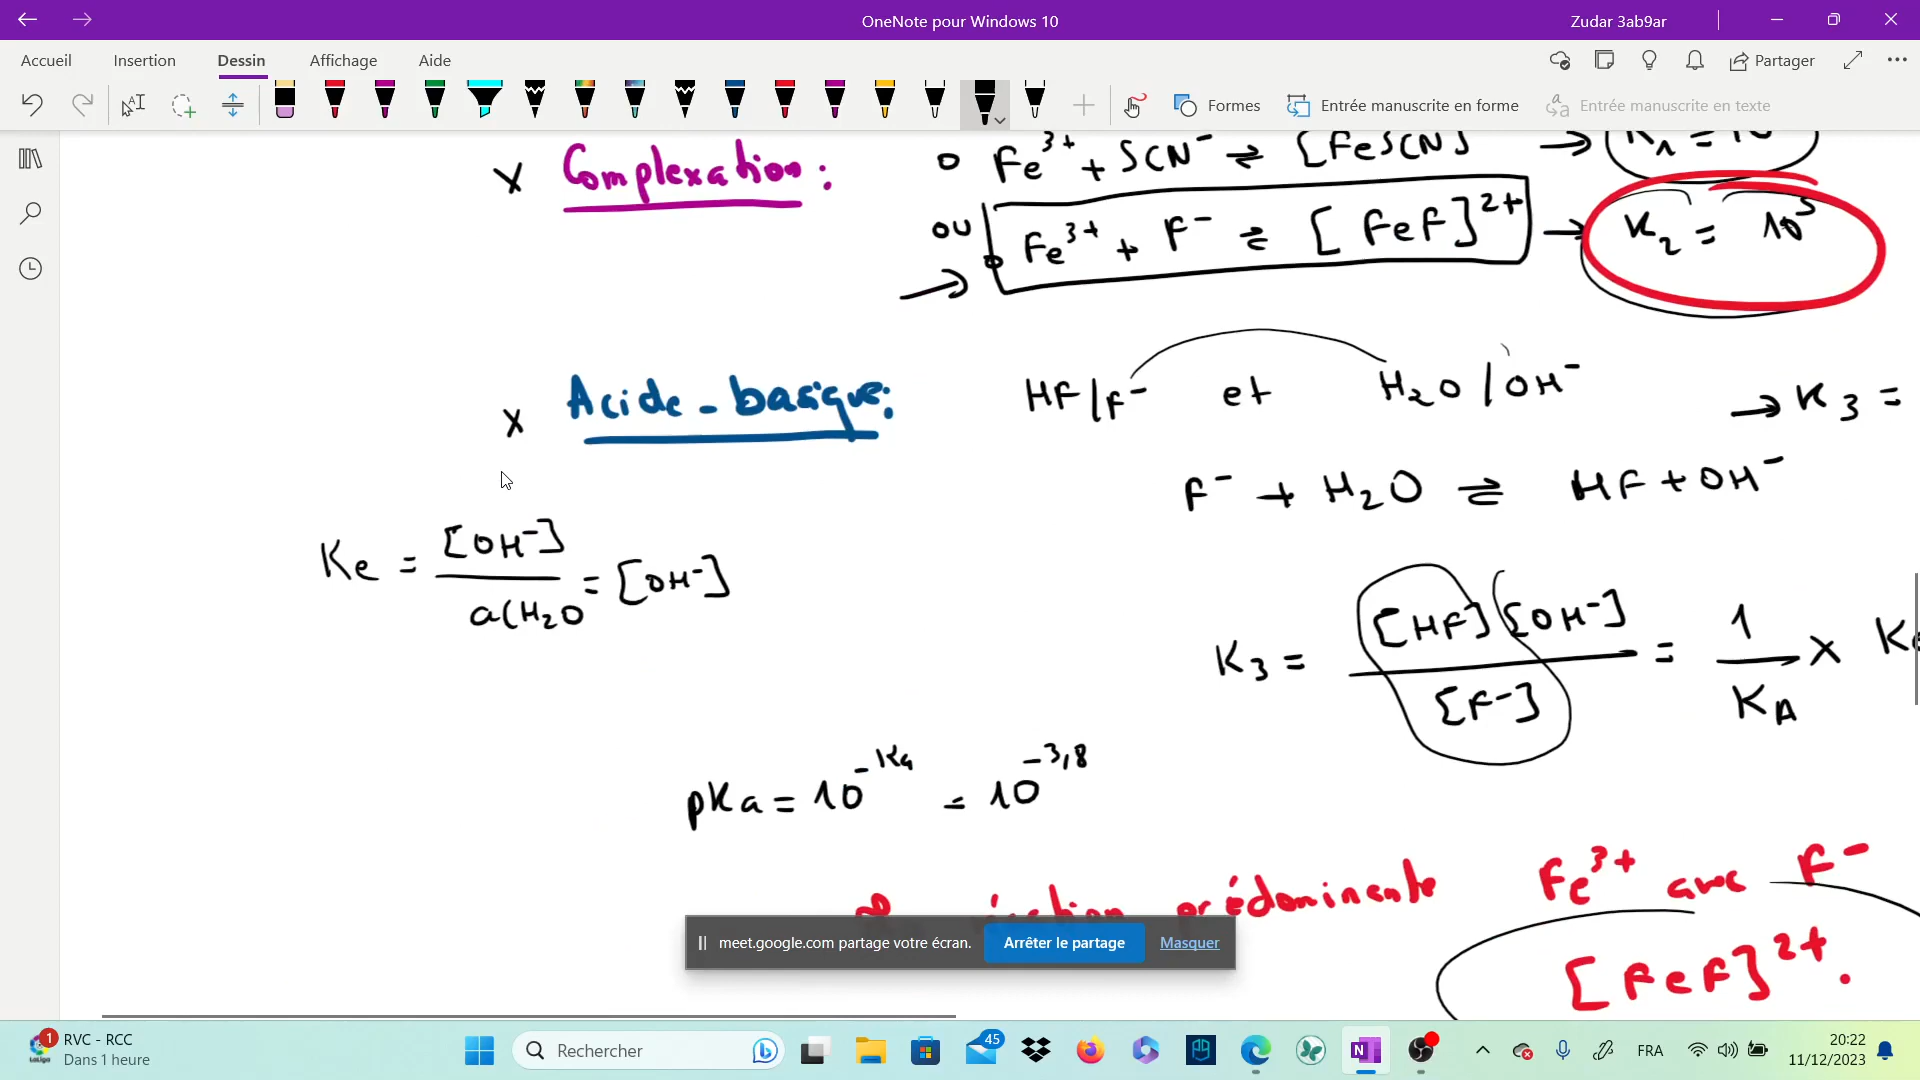 OneNote pour Windows 10
Zudar 3ab9ar
Accueil Insertion Dessin Affichage Aide
Partager
Formes Entrée manuscrite en forme Entrée manuscrite en texte
x Complexation :
o Fe³⁺ + SCN⁻ ⇌ [FeSCN] →
ou o Fe³⁺ + F⁻ ⇌ [FeF]²⁺ → K₂ =
→
x Acide-basique :
HF/F⁻ et H₂O/OH⁻ → K₃ =
F⁻ + H₂O ⇌ HF + OH⁻
Ke = [OH⁻] / a(H₂O = [OH⁻]
K₃ = [HF][OH⁻] / [F⁻] = 1/K_A x Ke
pKa = 10^-Ka = 10^-3,8
prédominente Fe³⁺ avec F⁻
[FeF]²⁺.
meet.google.com partage votre écran. Arrêter le partage Masquer
1 RVC - RCC
Dans 1 heure
Rechercher
45
FRA
20:22
11/12/2023